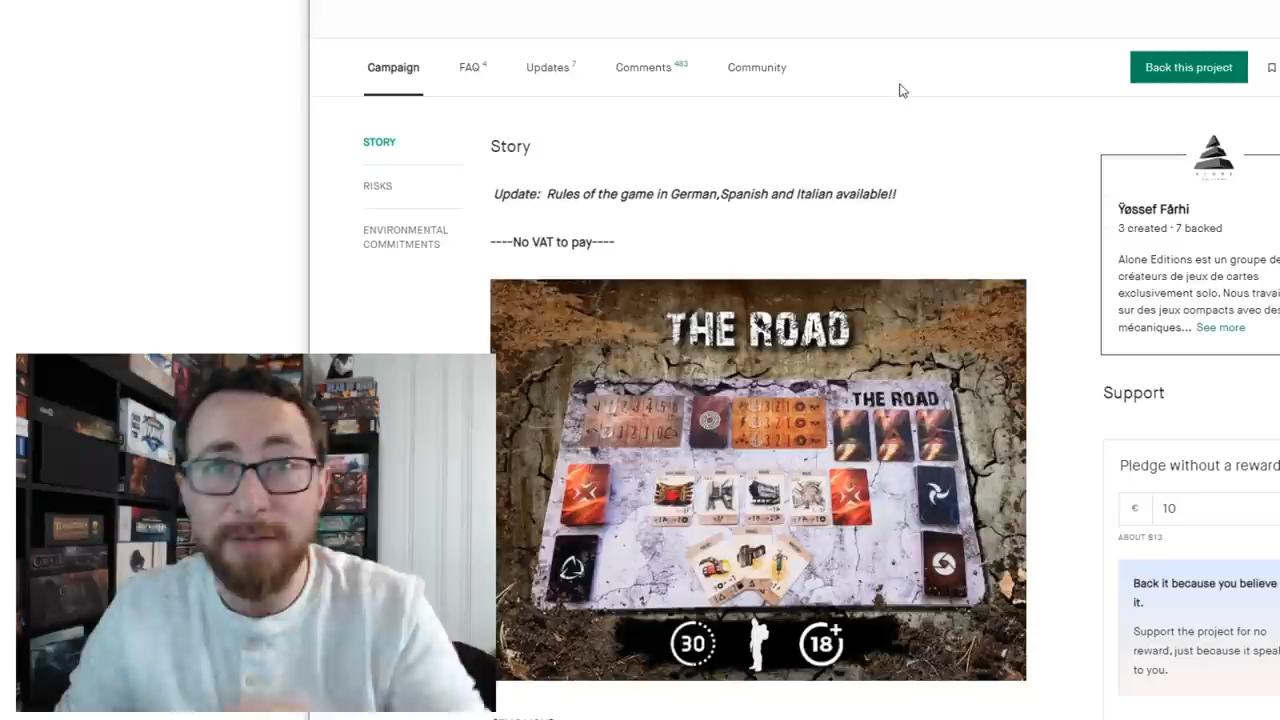 Campaign FAQ 4 Updates 7 Comments 483 Community
Back this project
STORY
RISKS
ENVIRONMENTAL
COMMITMENTS
Story
Update: Rules of the game in German,Spanish and Italian available!!
----No VAT to pay----
THE ROAD
THE ROAD
30
18+
Ÿøssef Fårhi
3 created · 7 backed
Alone Editions est un groupe de
créateurs de jeux de cartes
exclusivement solo. Nous travai
sur des jeux compacts avec des
mécaniques... See more
Support
Pledge without a reward
€ 10
ABOUT $13
Back it because you believe
it.
Support the project for no
reward, just because it speal
to you.